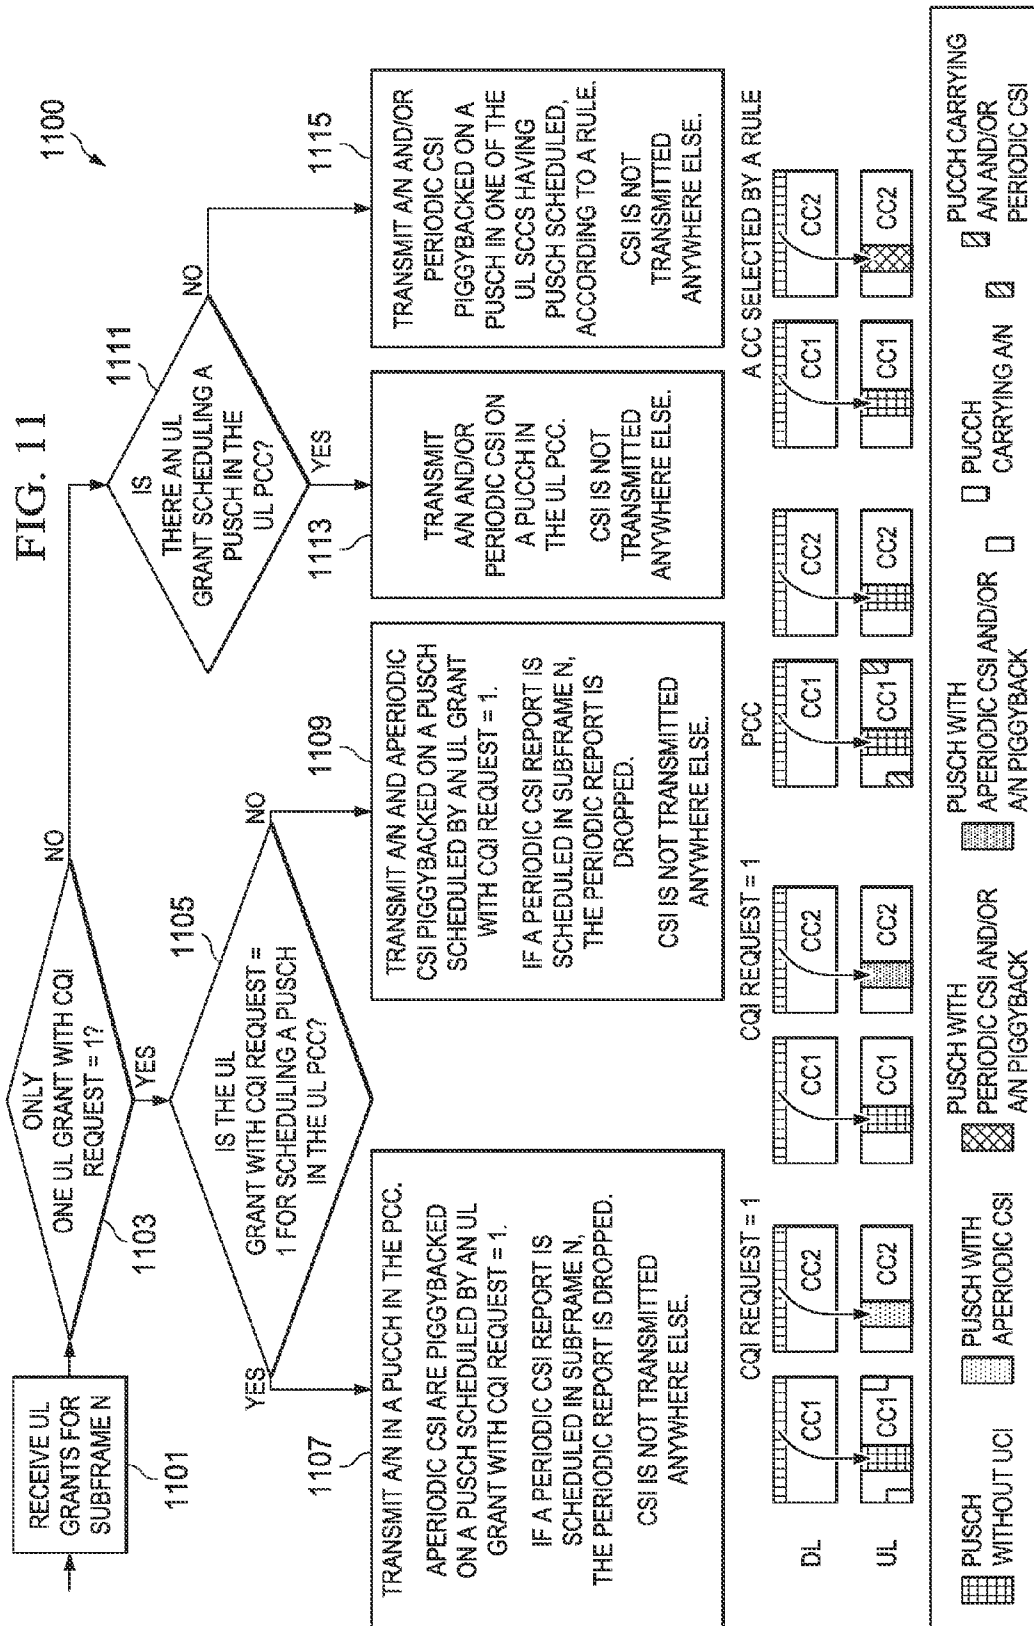 FIG. 11
1100
RECEIVE UL
GRANTS FOR
SUBFRAME N
1101
ONLY
ONE UL GRANT WITH CQI
REQUEST = 1?
1103
NO
YES
IS THE UL
GRANT WITH CQI REQUEST =
1 FOR SCHEDULING A PUSCH
IN THE UL PCC?
1105
YES
NO
IS
THERE AN UL
GRANT SCHEDULING A
PUSCH IN THE
UL PCC?
1111
YES
NO
1107
TRANSMIT A/N IN A PUCCH IN THE PCC.
APERIODIC CSI ARE PIGGYBACKED
ON A PUSCH SCHEDULED BY AN UL
GRANT WITH CQI REQUEST = 1.
IF A PERIODIC CSI REPORT IS
SCHEDULED IN SUBFRAME N,
THE PERIODIC REPORT IS DROPPED.
CSI IS NOT TRANSMITTED
ANYWHERE ELSE.
1109
TRANSMIT A/N AND APERIODIC
CSI PIGGYBACKED ON A PUSCH
SCHEDULED BY AN UL GRANT
WITH CQI REQUEST = 1.
IF A PERIODIC CSI REPORT IS
SCHEDULED IN SUBFRAME N,
THE PERIODIC REPORT IS
DROPPED.
CSI IS NOT TRANSMITTED
ANYWHERE ELSE.
1113
TRANSMIT
A/N AND/OR
PERIODIC CSI ON
A PUCCH IN
THE UL PCC.
CSI IS NOT
TRANSMITTED
ANYWHERE ELSE.
1115
TRANSMIT A/N AND/OR
PERIODIC CSI
PIGGYBACKED ON A
PUSCH IN ONE OF THE
UL SCCS HAVING
PUSCH SCHEDULED,
ACCORDING TO A RULE.
CSI IS NOT
TRANSMITTED
ANYWHERE ELSE.
CQI REQUEST = 1
CQI REQUEST = 1
PCC
A CC SELECTED BY A RULE
DL
CC1
CC2
CC1
CC2
CC1
CC2
CC1
CC2
UL
CC1
CC2
CC1
CC2
CC1
CC2
CC1
CC2
PUSCH
WITHOUT UCI
PUSCH WITH
APERIODIC CSI
PUSCH WITH
PERIODIC CSI AND/OR
A/N PIGGYBACK
PUSCH WITH
APERIODIC CSI AND/OR
A/N PIGGYBACK
PUCCH
CARRYING A/N
PUCCH CARRYING
A/N AND/OR
PERIODIC CSI